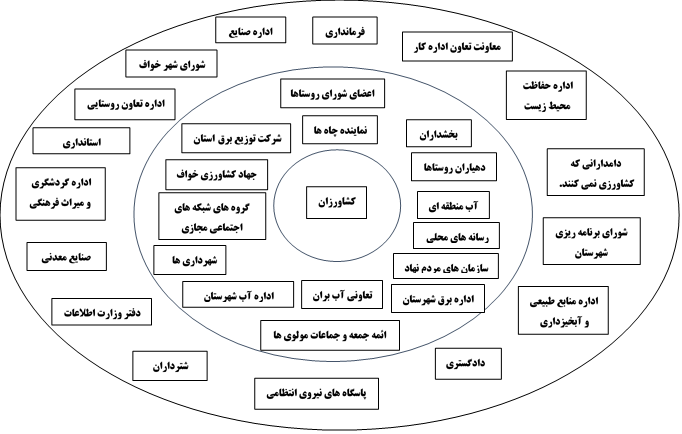 اداره صنایع
فرمانداری
معاونت تعاون اداره کار
شورای شهر خواف
اداره حفاظت
محیط زیست
اداره تعاون روستایی
اعضای شورای روستاها
استانداری
شرکت توزیع برق استان
نماینده چاه ها
بخشداران
دامدارانی که
کشاورزی نمی کنند.
جهاد کشاورزی خواف
دهیاران روستاها
اداره گردشگری
و میراث فرهنگی
گروه های شبکه های
اجتماعی مجازی
کشاورزان
آب منطقه ای
شورای برنامه ریزی
شهرستان
رسانه های محلی
صنایع معدنی
شهرداری ها
سازمان های مردم نهاد
اداره آب شهرستان
تعاونی آب بران
اداره برق شهرستان
اداره منابع طبیعی
و آبخیزداری
دفتر وزارت اطلاعات
ائمه جمعه و جماعات مولوی ها
شترداران
دادگستری
پاسگاه های نیروی انتظامی